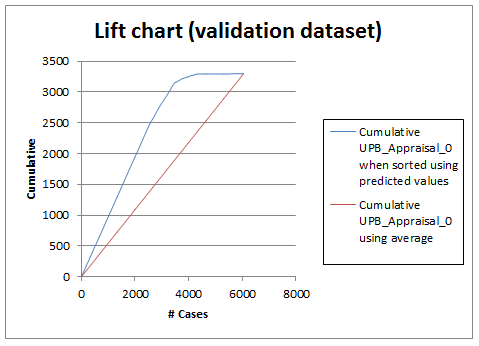 Lift chart (validation dataset)
3500
3000
2500
2000
1500
1000
500
0
Cumulative
0 2000 4000 6000 8000
# Cases
Cumulative
UPB_Appraisal_0
when sorted using
predicted values
Cumulative
UPB_Appraisal_0
using average